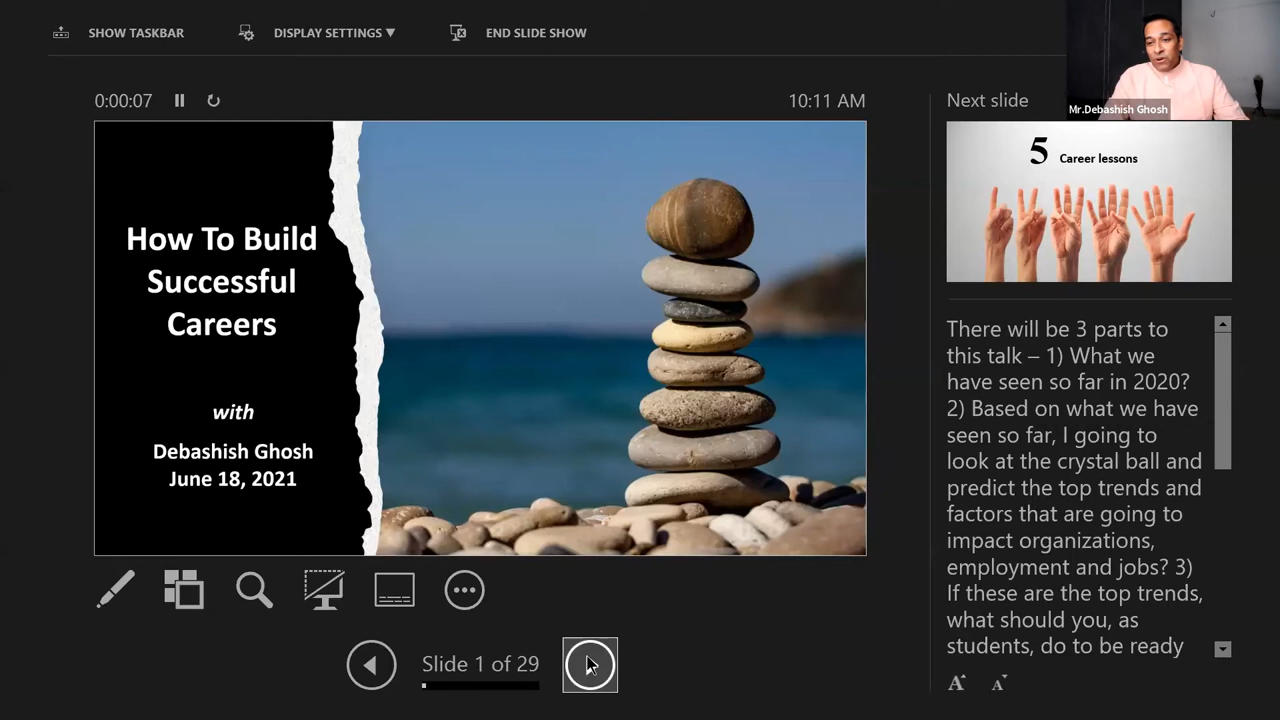 SHOW TASKBAR
DISPLAY SETTINGS ▼
END SLIDE SHOW
0:00:07
10:11 AM
Next slide
Mr.Debashish Ghosh
How To Build
Successful
Careers
with
Debashish Ghosh
June 18, 2021
5 Career lessons
There will be 3 parts to
this talk – 1) What we
have seen so far in 2020?
2) Based on what we have
seen so far, I going to
look at the crystal ball and
predict the top trends and
factors that are going to
impact organizations,
employment and jobs? 3)
If these are the top trends,
what should you, as
students, do to be ready
Slide 1 of 29
A A